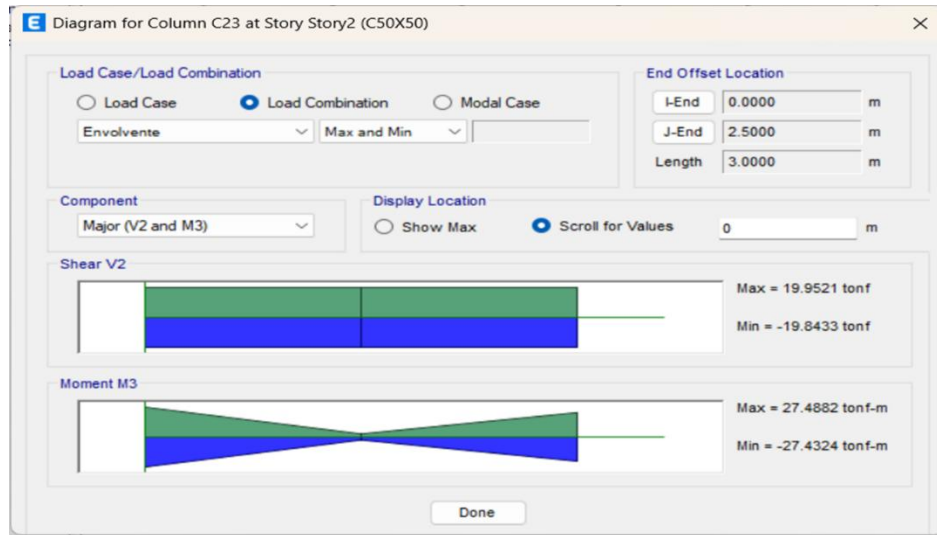 E Diagram for Column C23 at Story Story2 (C50X50)
Load Case/Load Combination
Load Case Load Combination Modal Case
Envolvente Max and Min
End Offset Location
I-End 0.0000 m
J-End 2.5000 m
Length 3.0000 m
Component
Major (V2 and M3)
Display Location
Show Max Scroll for Values 0 m
Shear V2
Max = 19.9521 tonf
Min = -19.8433 tonf
Moment M3
Max = 27.4882 tonf-m
Min = -27.4324 tonf-m
Done